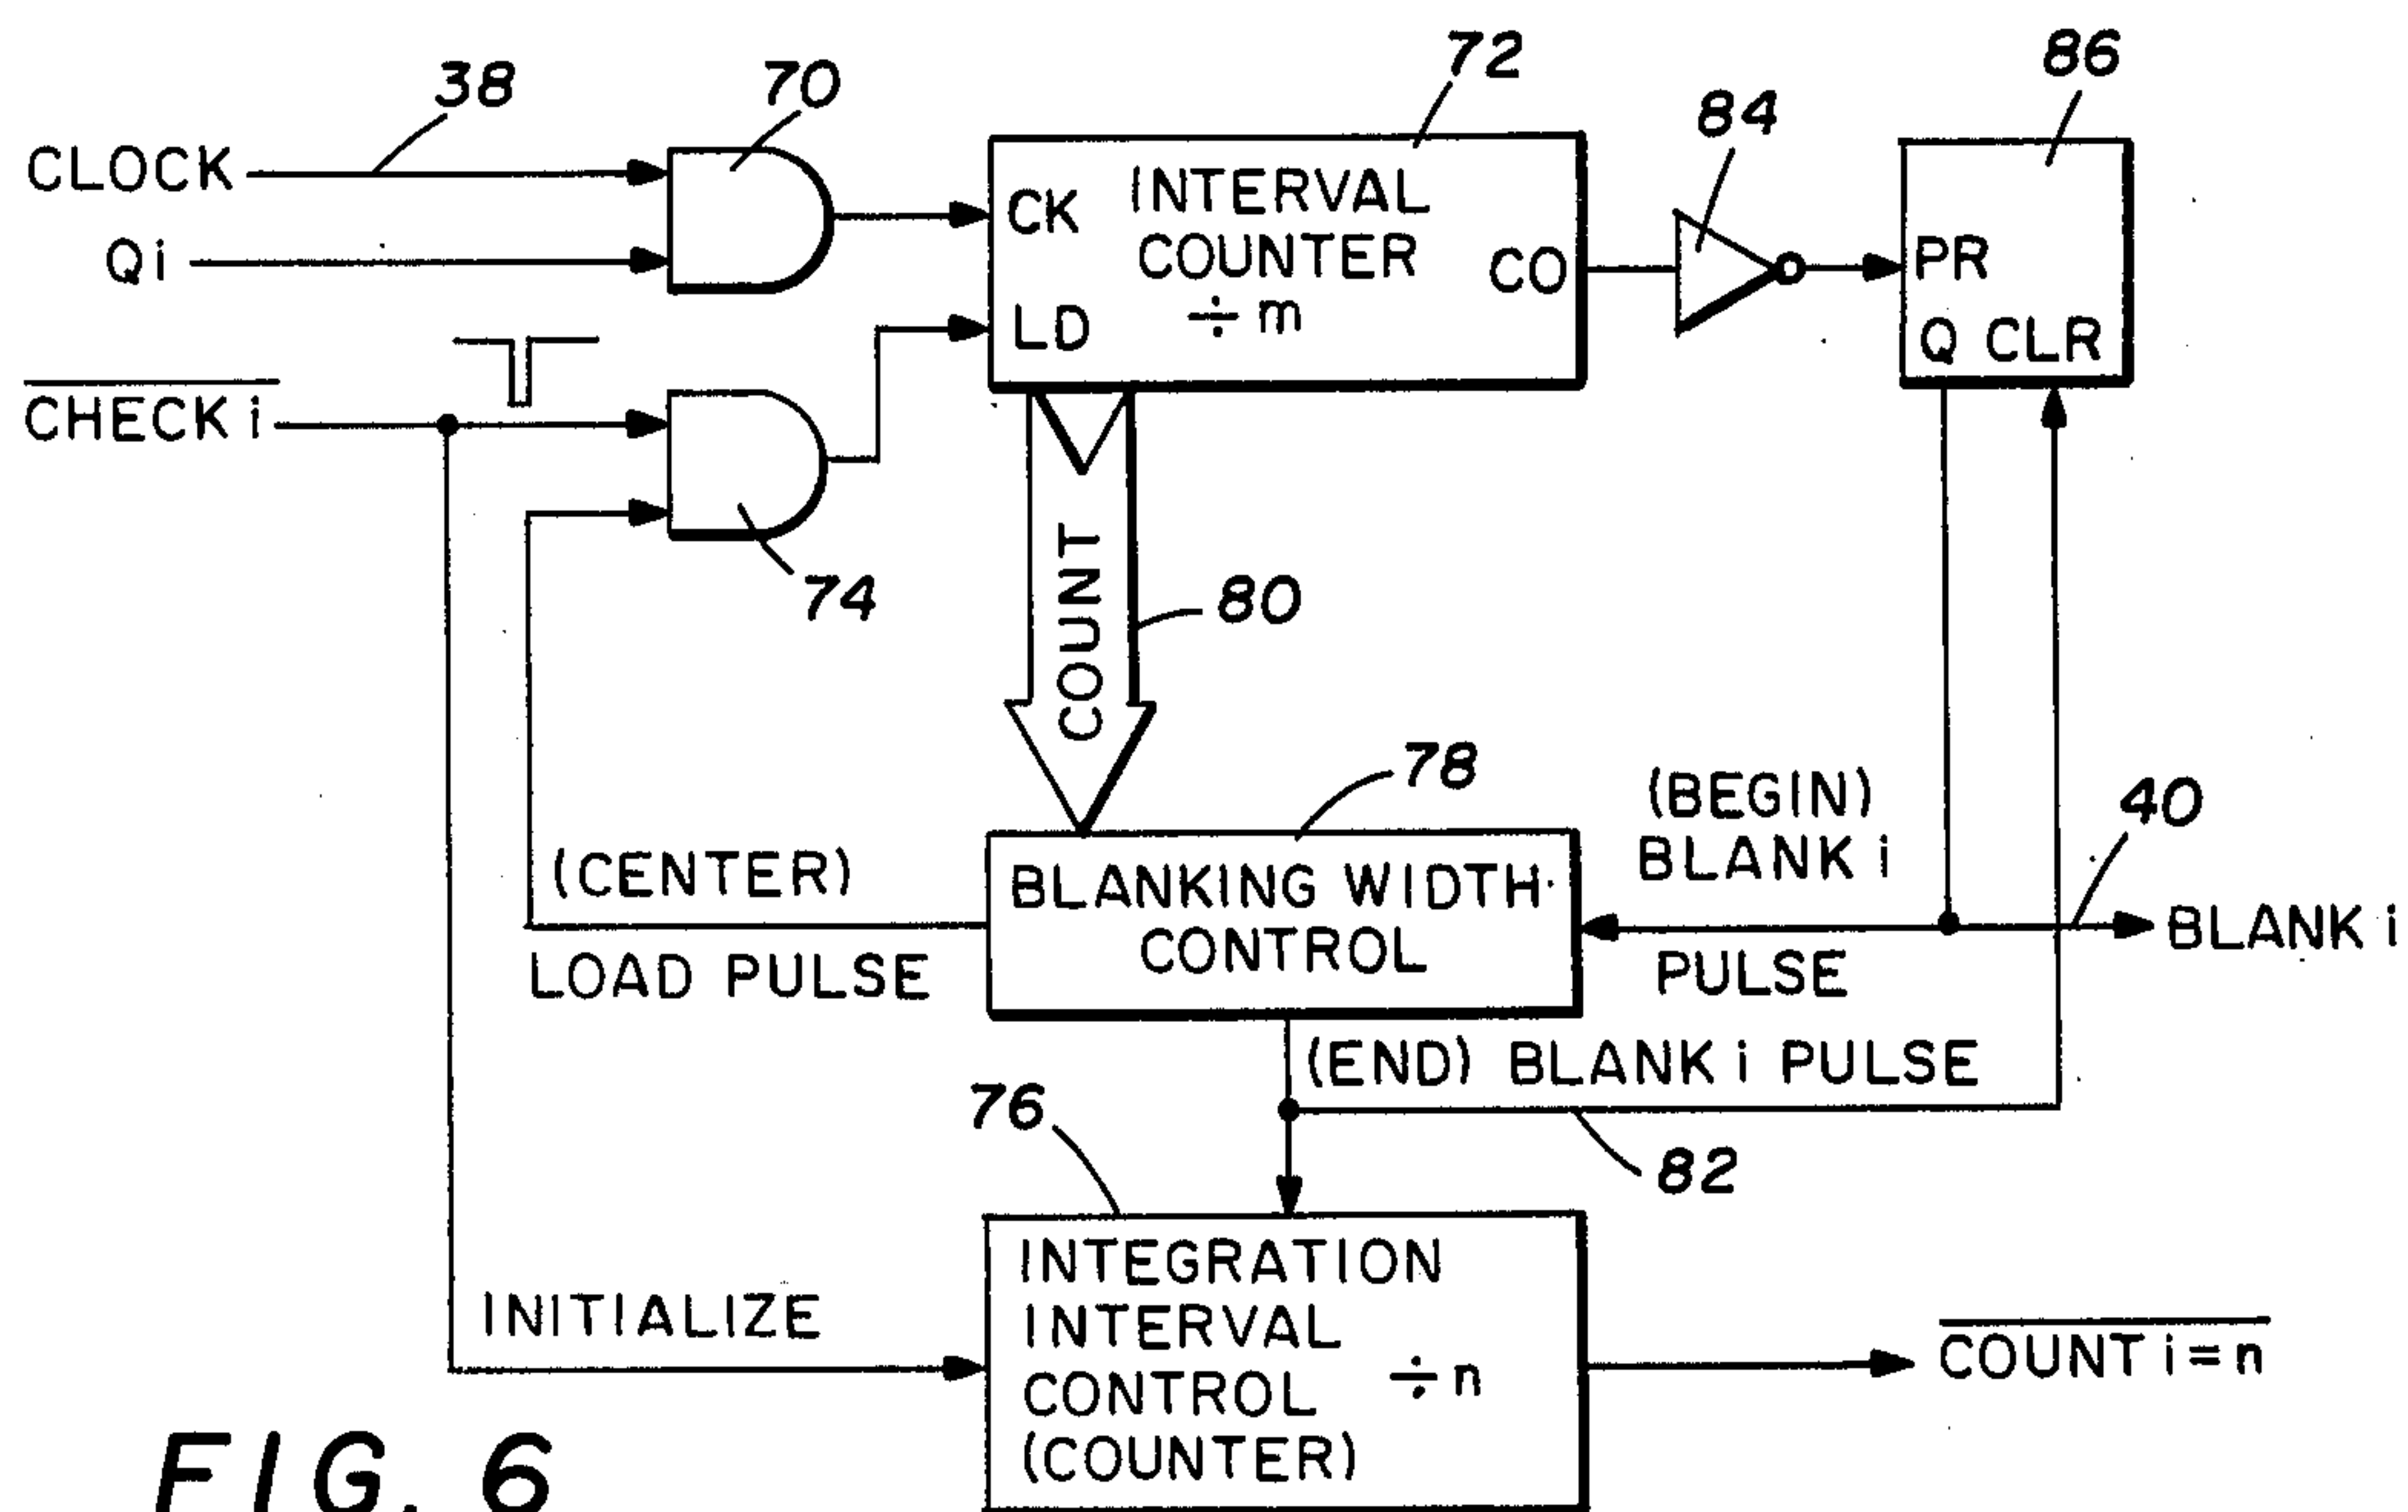 38
70
72
84
86
CLOCK
Qi
CK
INTERVAL
COUNTER
÷ m
LD
CO
PR
Q CLR
CHECK i
74
COUNT
80
78
(BEGIN)
BLANK i
PULSE
40
BLANK i
(CENTER)
LOAD PULSE
BLANKING WIDTH
CONTROL
(END) BLANK i PULSE
76
82
INITIALIZE
INTEGRATION
INTERVAL
CONTROL ÷ n
(COUNTER)
COUNT i = n
FIG. 6